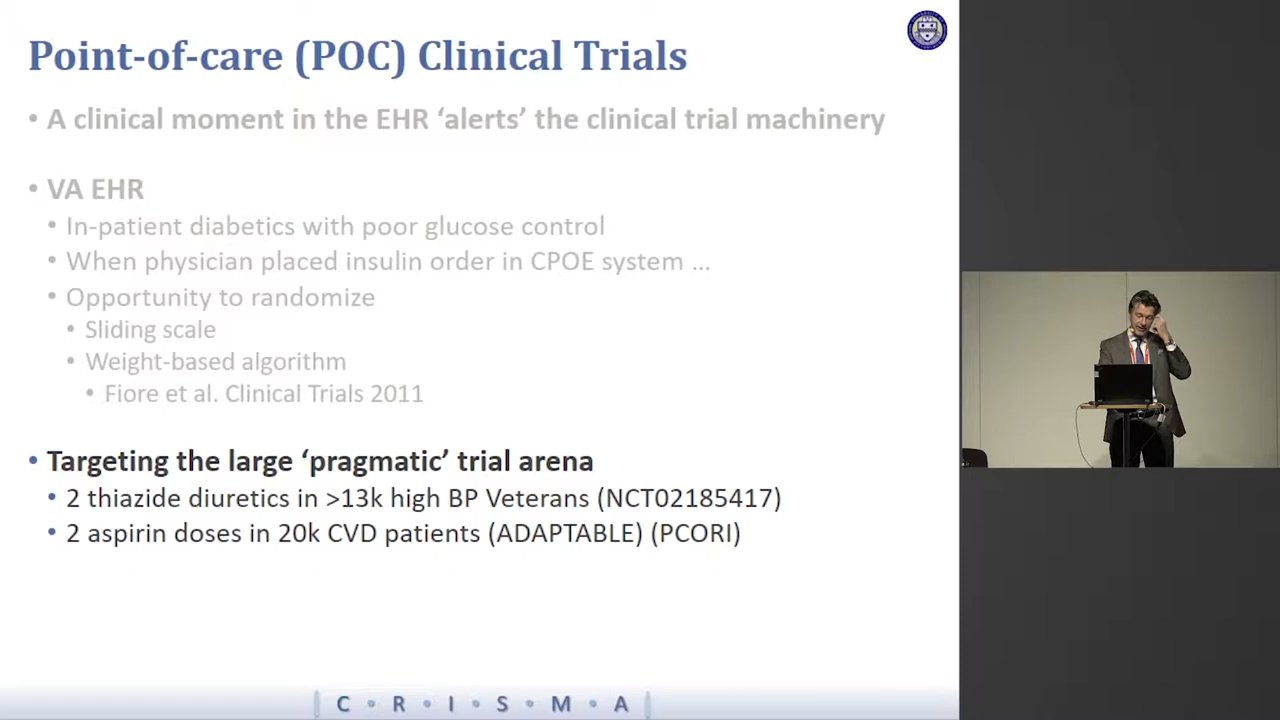 Point-of-care (POC) Clinical Trials
• A clinical moment in the EHR ‘alerts’ the clinical trial machinery
• VA EHR
• In-patient diabetics with poor glucose control
• When physician placed insulin order in CPOE system ...
• Opportunity to randomize
• Sliding scale
• Weight-based algorithm
• Fiore et al. Clinical Trials 2011
• Targeting the large ‘pragmatic’ trial arena
• 2 thiazide diuretics in >13k high BP Veterans (NCT02185417)
• 2 aspirin doses in 20k CVD patients (ADAPTABLE) (PCORI)
C • R • I • S • M • A